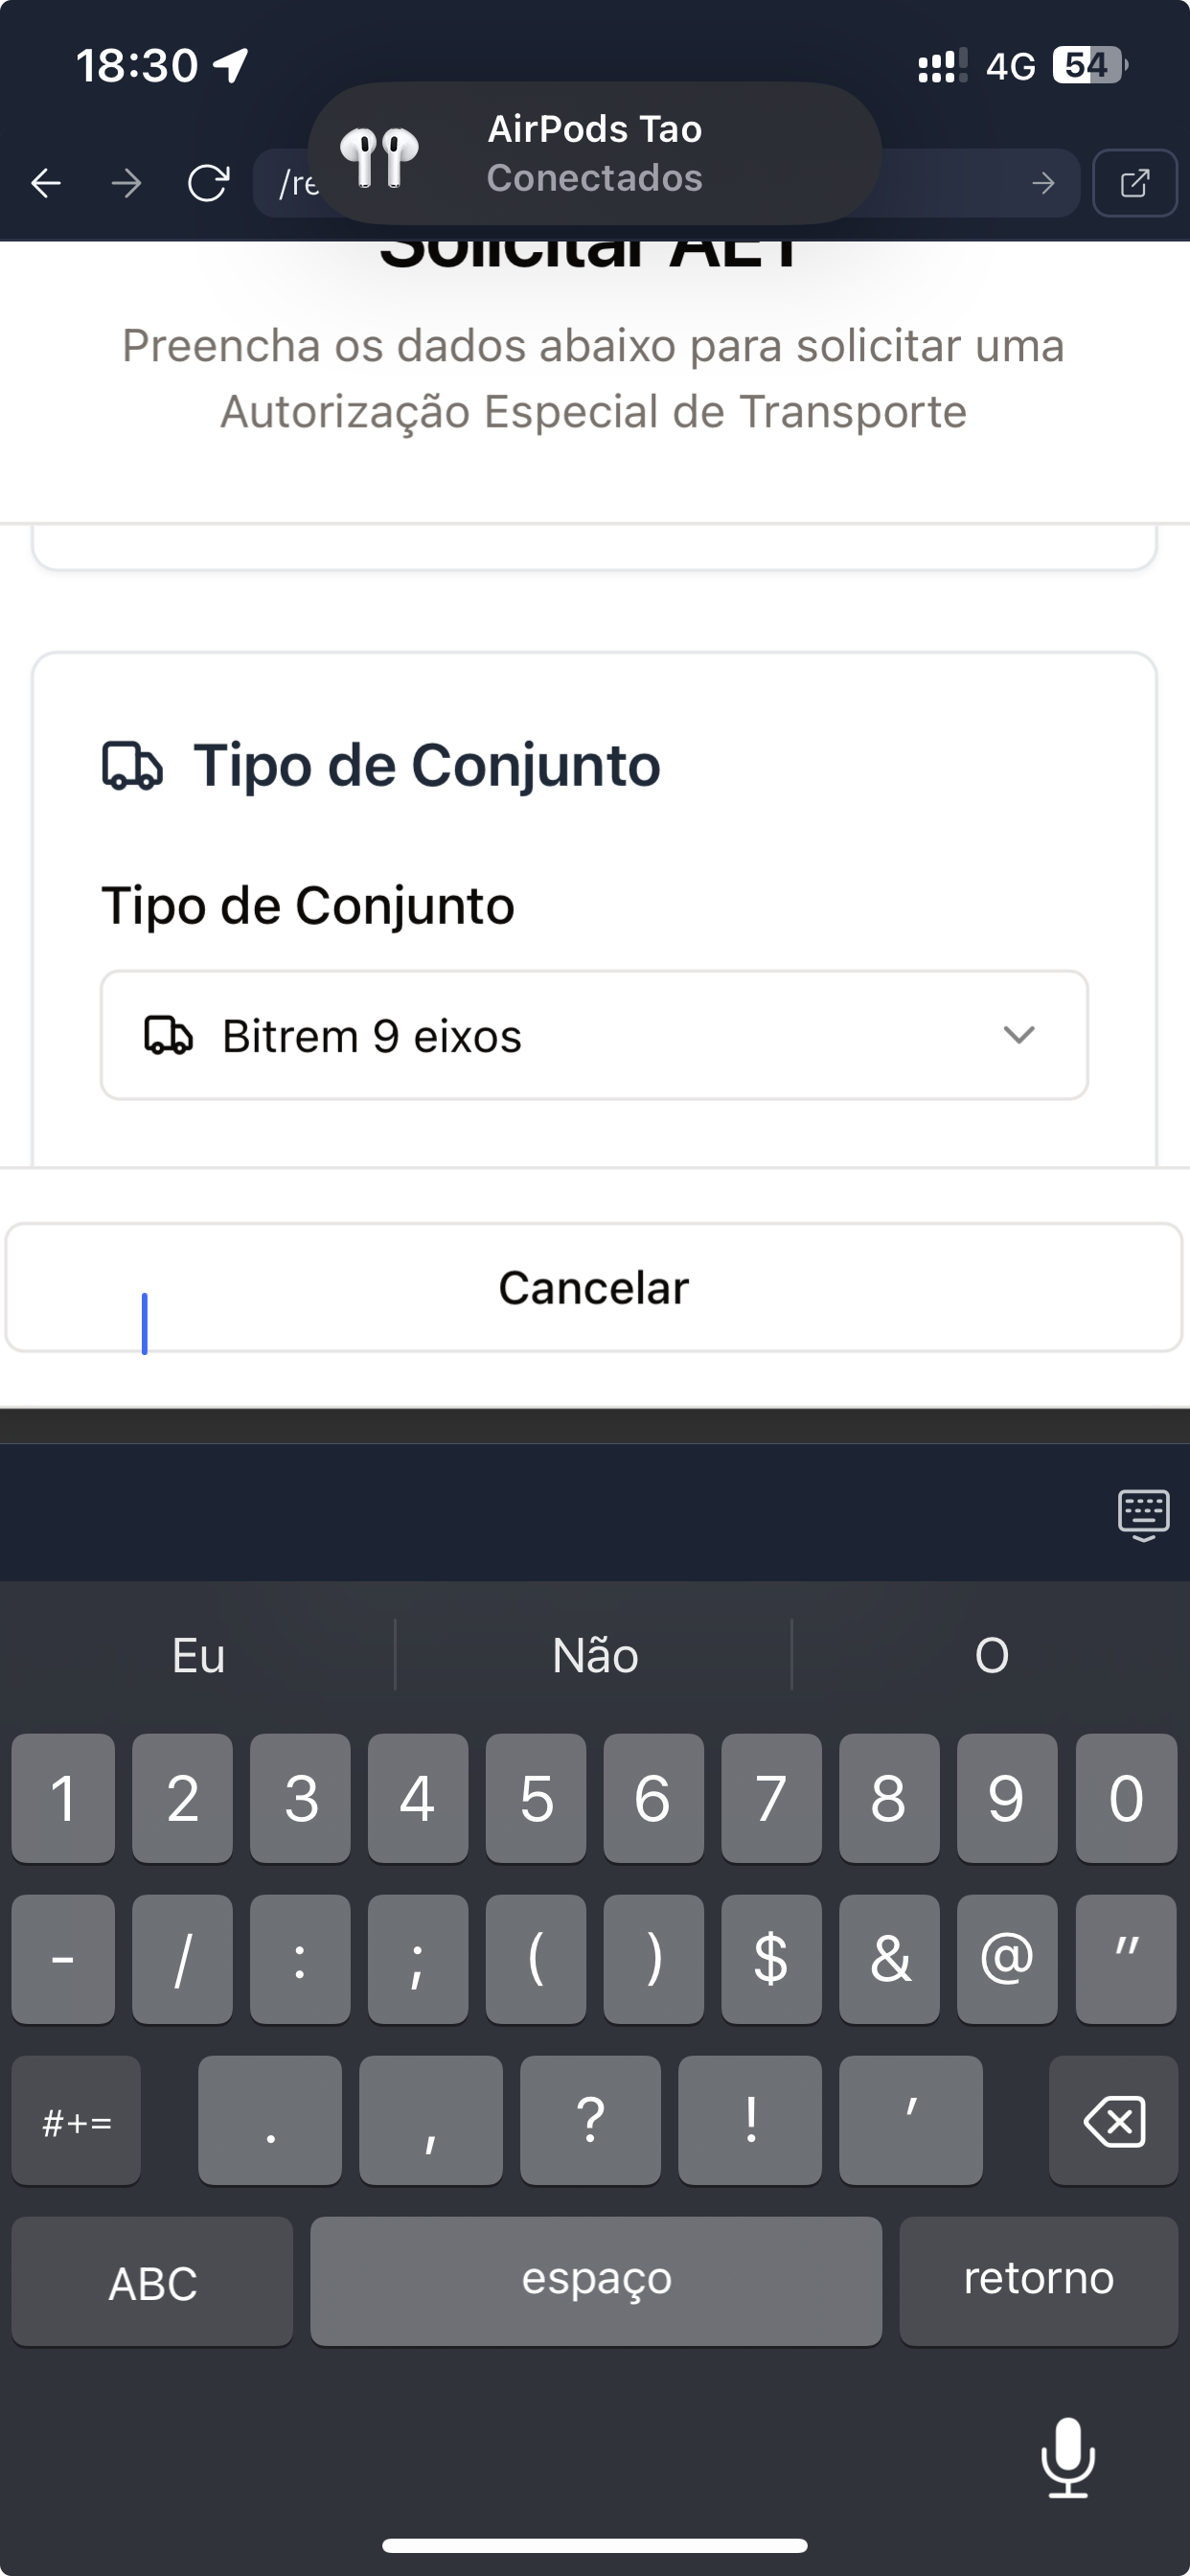 18:30
4G 54
AirPods Tao
Conectados
Solicitar AET
Preencha os dados abaixo para solicitar uma
Autorização Especial de Transporte
Tipo de Conjunto
Tipo de Conjunto
Bitrem 9 eixos
Cancelar
Eu Não O
1 2 3 4 5 6 7 8 9 0
- / : ; ( ) $ & @ "
#+= . , ? ! '
ABC espaço retorno